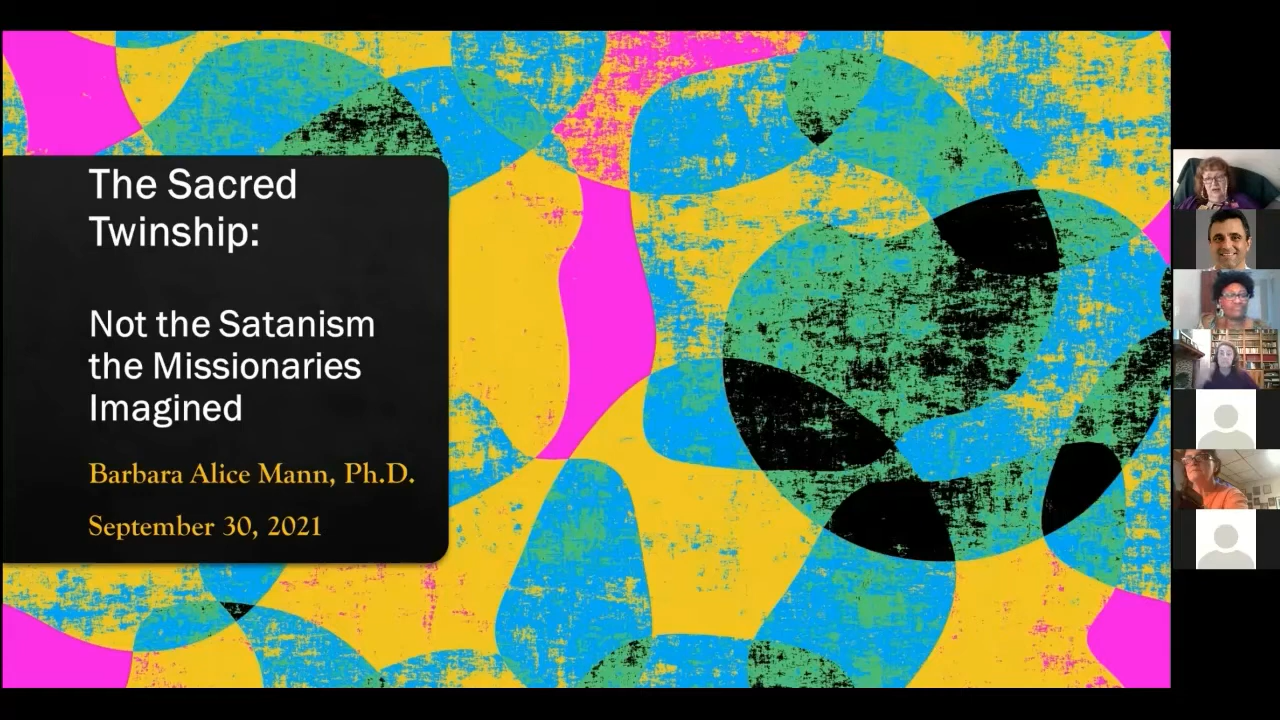 The Sacred
Twinship:
Not the Satanism
the Missionaries
Imagined
Barbara Alice Mann, Ph.D.
September 30, 2021